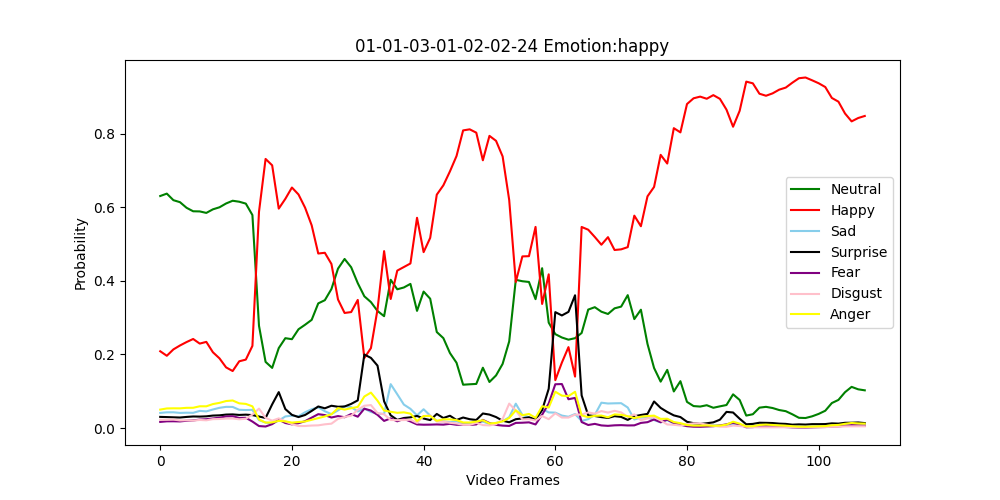 01-01-03-01-02-02-24 Emotion:happy
Probability
0.8
0.6
0.4
0.2
0.0
0 20 40 60 80 100
Video Frames
Neutral
Happy
Sad
Surprise
Fear
Disgust
Anger